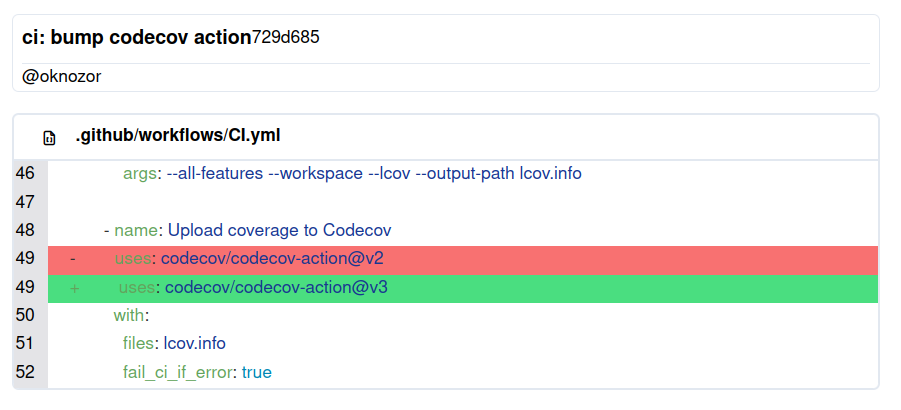 ci: bump codecov action729d685
@oknozor
.github/workflows/CI.yml
46 args: --all-features --workspace --lcov --output-path lcov.info
47
48 - name: Upload coverage to Codecov
49 - uses: codecov/codecov-action@v2
49 + uses: codecov/codecov-action@v3
50 with:
51 files: lcov.info
52 fail_ci_if_error: true